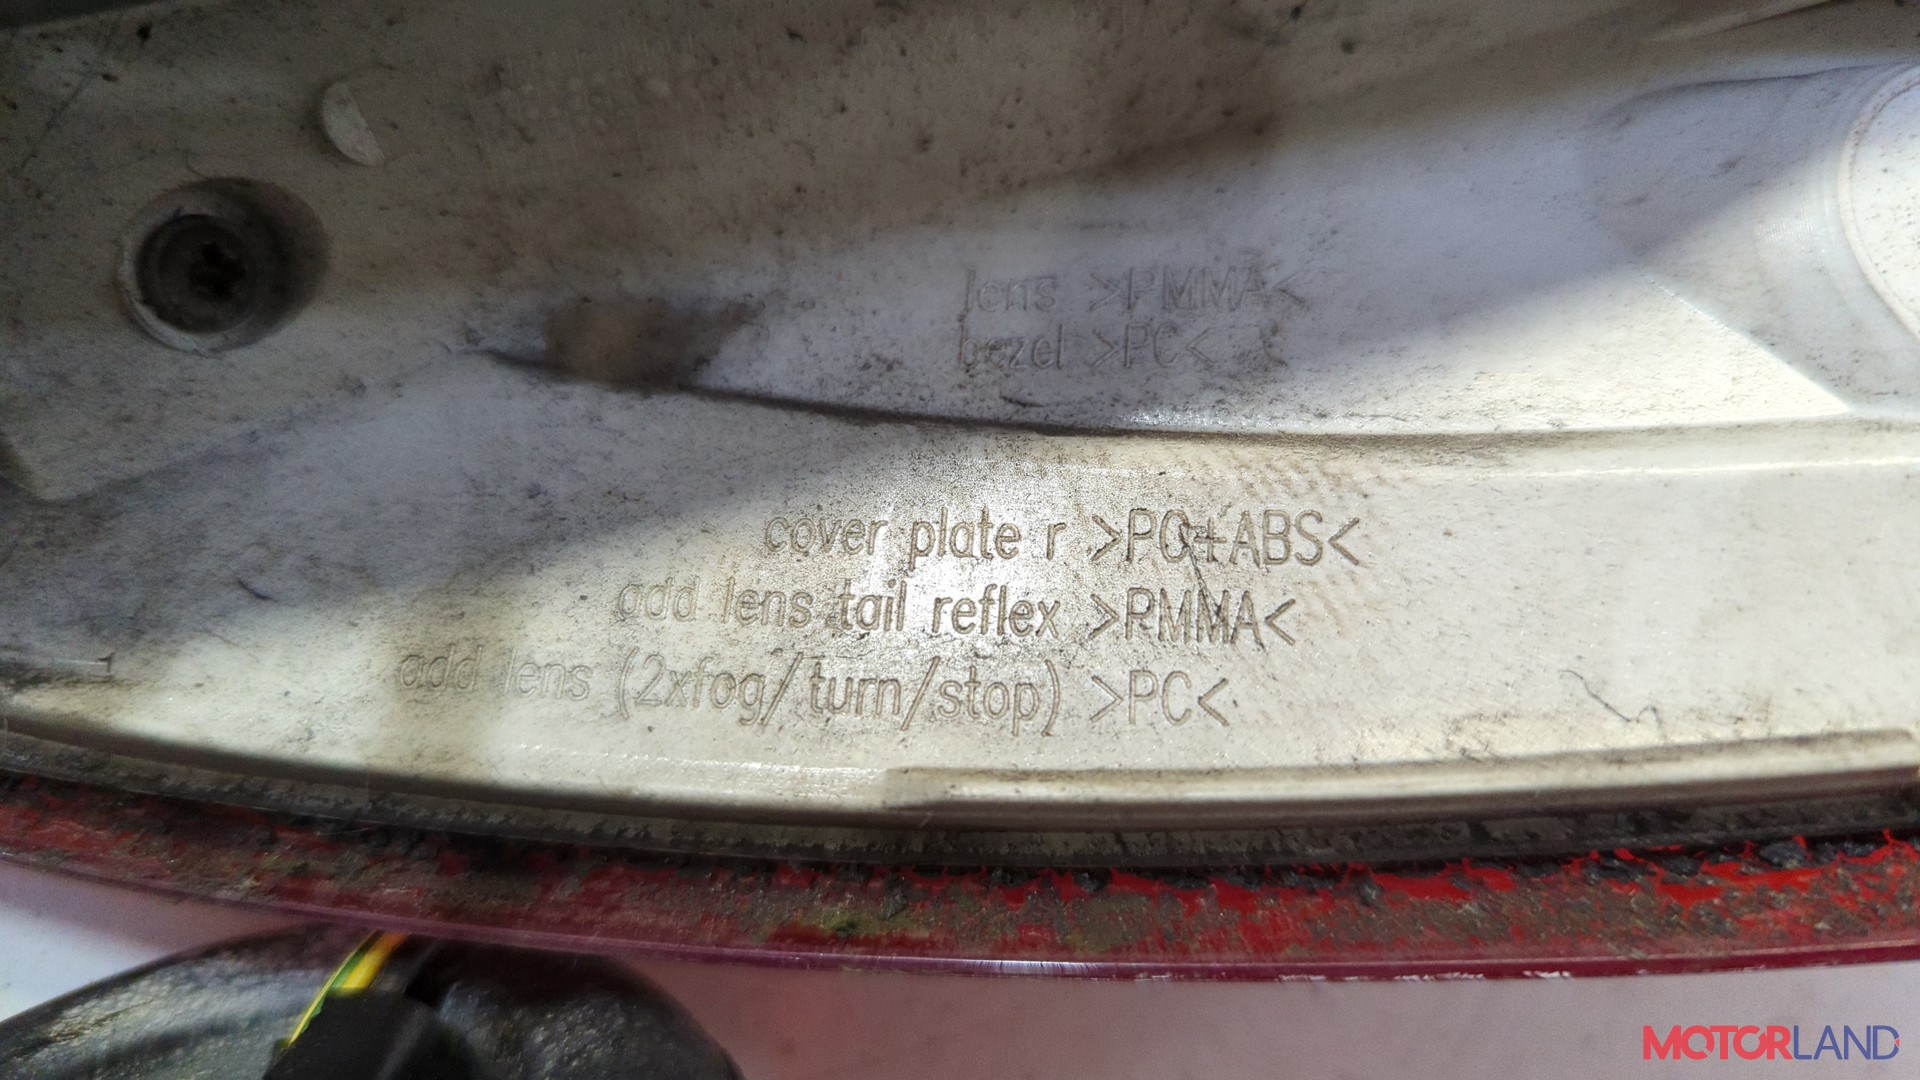 lens >PMMA<
bezel >PC<
cover plate r >PC+ABS<
add lens tail reflex >PMMA<
add lens (2xfog/turn/stop) >PC<
MOTORLAND